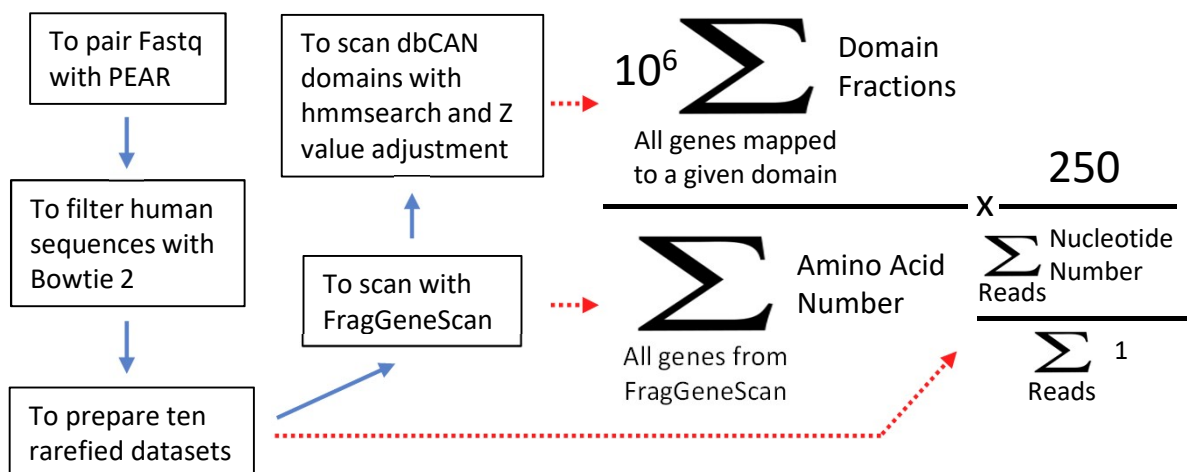 To pair Fastq
with PEAR
To filter human
sequences with
Bowtie 2
To prepare ten
rarefied datasets
To scan with
FragGeneScan
To scan dbCAN
domains with
hmmsearch and Z
value adjustment
10⁶ ∑ Domain
Fractions
All genes mapped
to a given domain
∑ Amino Acid
Number
All genes from
FragGeneScan
x
250
∑ Nucleotide
Number
Reads
∑ 1
Reads